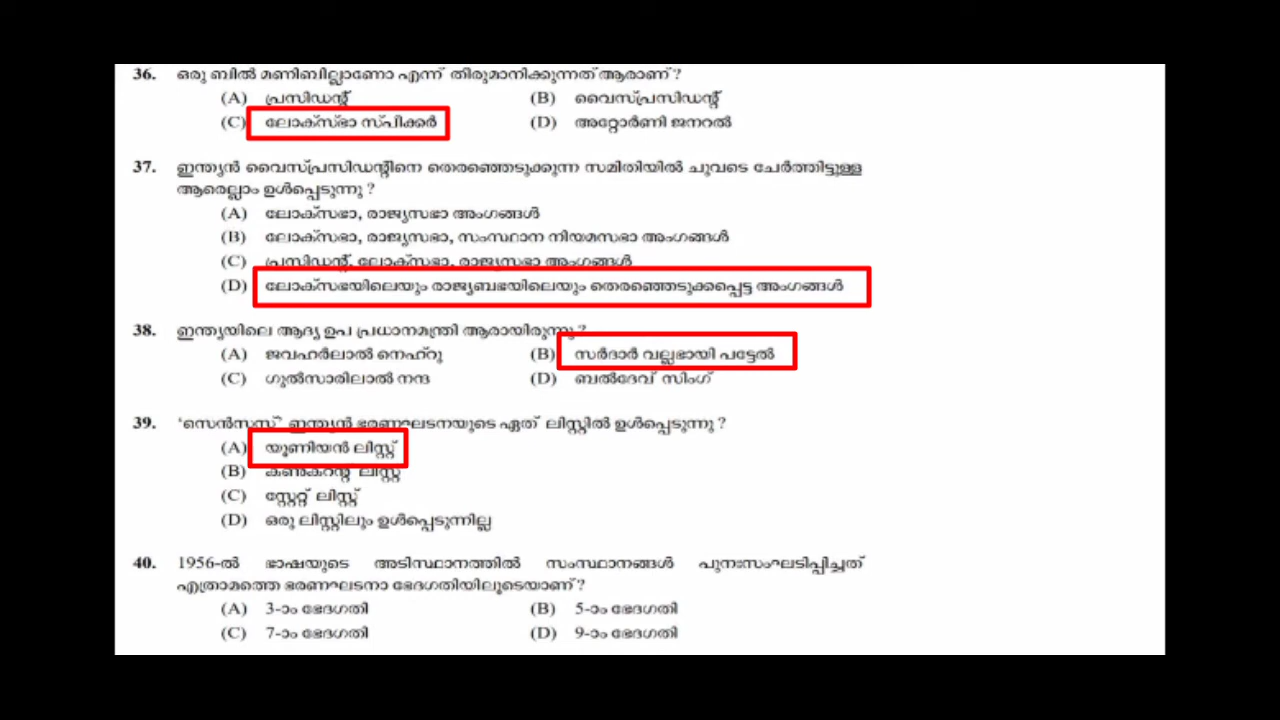 36. ഒരു ബിൽ മണിബില്ലാണോ എന്ന് തീരുമാനിക്കുന്നത് ആരാണ് ?
(A) പ്രസിഡന്റ് (B) വൈസ്പ്രസിഡന്റ്
(C) ലോക്സ്ഭാ സ്പീക്കർ (D) അറ്റോർണി ജനറൽ
37. ഇന്ത്യൻ വൈസ്പ്രസിഡന്റിനെ തെരഞ്ഞെടുക്കുന്ന സമിതിയിൽ ചുവടെ ചേർത്തിട്ടുള്ള
ആരെല്ലാം ഉൾപ്പെടുന്നു ?
(A) ലോക്സഭാ, രാജ്യസഭാ അംഗങ്ങൾ
(B) ലോക്സഭാ, രാജ്യസഭാ, സംസ്ഥാന നിയമസഭാ അംഗങ്ങൾ
(C) പ്രസിഡന്റ്, ലോക്സഭാ, രാജ്യസഭാ അംഗങ്ങൾ
(D) ലോക്സഭയിലെയും രാജ്യബഭയിലെയും തെരഞ്ഞെടുക്കപ്പെട്ട അംഗങ്ങൾ
38. ഇന്ത്യയിലെ ആദ്യ ഉപ പ്രധാനമന്ത്രി ആരായിരുന്നു ?
(A) ജവഹർലാൽ നെഹ്റു (B) സർദാർ വല്ലഭായി പട്ടേൽ
(C) ഗുൽസാരിലാൽ നന്ദ (D) ബൽദേവ് സിംഗ്
39. ‘സെൻസസ്’ ഇന്ത്യൻ ഭരണഘടനയുടെ ഏത് ലിസ്റ്റിൽ ഉൾപ്പെടുന്നു ?
(A) യൂണിയൻ ലിസ്റ്റ്
(B) കൺകറന്റ് ലിസ്റ്റ്
(C) സ്റ്റേറ്റ് ലിസ്റ്റ്
(D) ഒരു ലിസ്റ്റിലും ഉൾപ്പെടുന്നില്ല
40. 1956-ൽ ഭാഷയുടെ അടിസ്ഥാനത്തിൽ സംസ്ഥാനങ്ങൾ പുനഃസംഘടിപ്പിച്ചത്
എത്രാമത്തെ ഭരണഘടനാ ഭേദഗതിയിലൂടെയാണ് ?
(A) 3-ാം ഭേദഗതി (B) 5-ാം ഭേദഗതി
(C) 7-ാം ഭേദഗതി (D) 9-ാം ഭേദഗതി